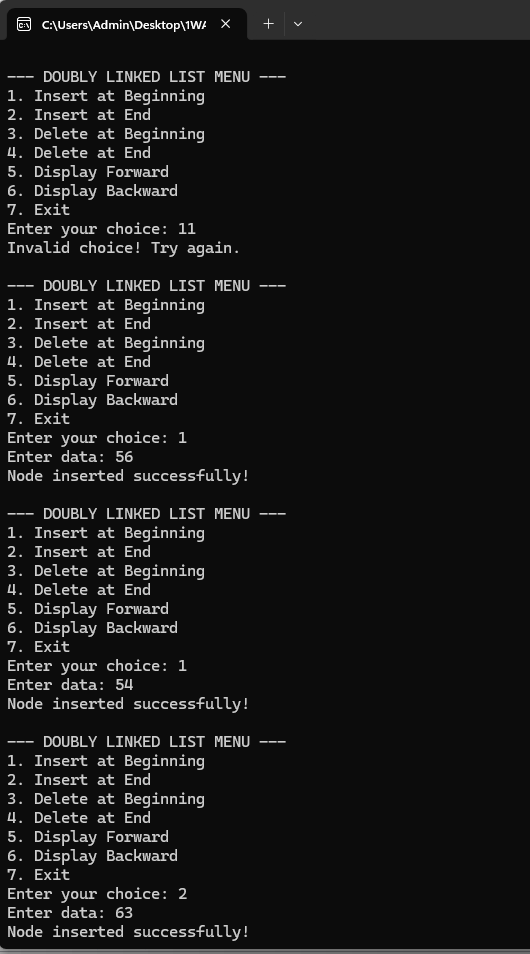 C:\Users\Admin\Desktop\1WA
--- DOUBLY LINKED LIST MENU ---
1. Insert at Beginning
2. Insert at End
3. Delete at Beginning
4. Delete at End
5. Display Forward
6. Display Backward
7. Exit
Enter your choice: 11
Invalid choice! Try again.
--- DOUBLY LINKED LIST MENU ---
1. Insert at Beginning
2. Insert at End
3. Delete at Beginning
4. Delete at End
5. Display Forward
6. Display Backward
7. Exit
Enter your choice: 1
Enter data: 56
Node inserted successfully!
--- DOUBLY LINKED LIST MENU ---
1. Insert at Beginning
2. Insert at End
3. Delete at Beginning
4. Delete at End
5. Display Forward
6. Display Backward
7. Exit
Enter your choice: 1
Enter data: 54
Node inserted successfully!
--- DOUBLY LINKED LIST MENU ---
1. Insert at Beginning
2. Insert at End
3. Delete at Beginning
4. Delete at End
5. Display Forward
6. Display Backward
7. Exit
Enter your choice: 2
Enter data: 63
Node inserted successfully!